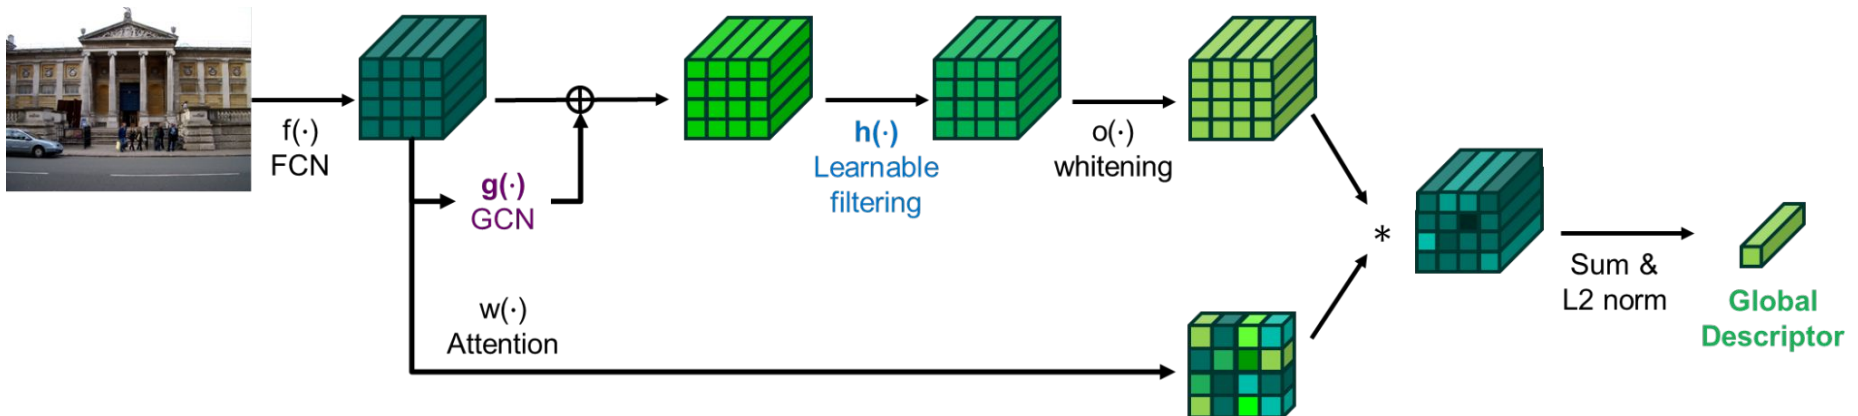 f(·)
FCN
g(·)
GCN
w(·)
Attention
h(·)
Learnable
filtering
o(·)
whitening
*
Sum &
L2 norm
Global
Descriptor